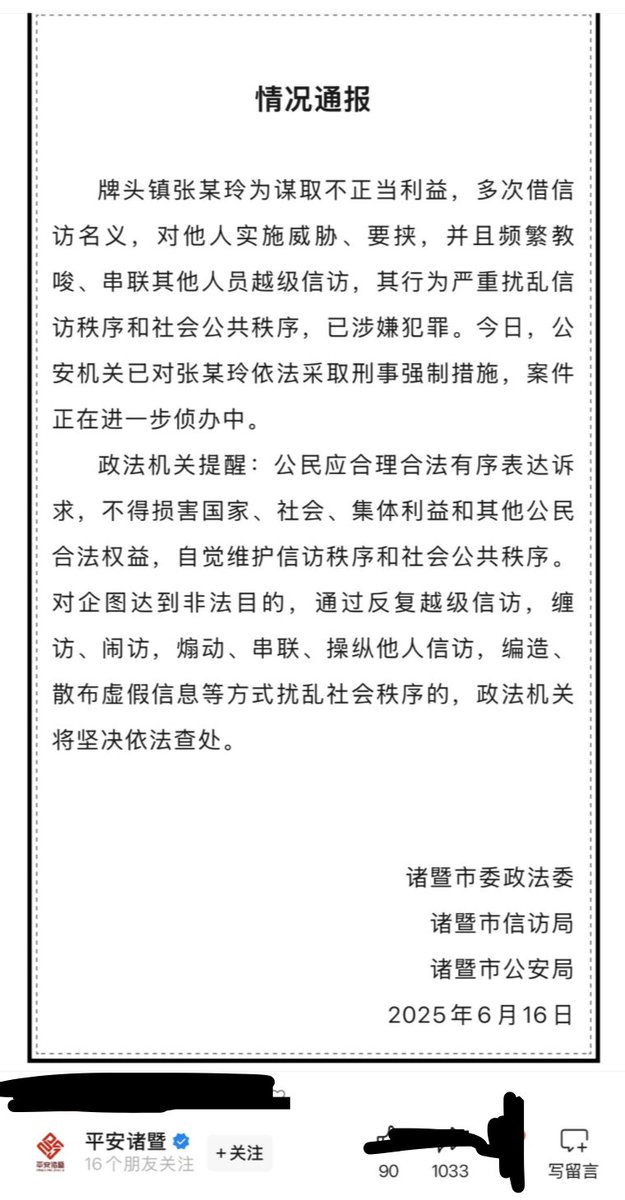 情况通报
牌头镇张某玲为谋取不正当利益，多次借信
访名义，对他人实施威胁、要挟，并且频繁教
唆、串联其他人员越级信访，其行为严重扰乱信
访秩序和社会公共秩序，已涉嫌犯罪。今日，公
安机关已对张某玲依法采取刑事强制措施，案件
正在进一步侦办中。
政法机关提醒：公民应合理合法有序表达诉
求，不得损害国家、社会、集体利益和其他公民
合法权益，自觉维护信访秩序和社会公共秩序。
对企图达到非法目的，通过反复越级信访，缠
访、闹访，煽动、串联、操纵他人信访，编造、
散布虚假信息等方式扰乱社会秩序的，政法机关
将坚决依法查处。
诸暨市委政法委
诸暨市信访局
诸暨市公安局
2025年6月16日
平安诸暨
16个朋友关注
+关注
90
1033
写留言
平安诸暨